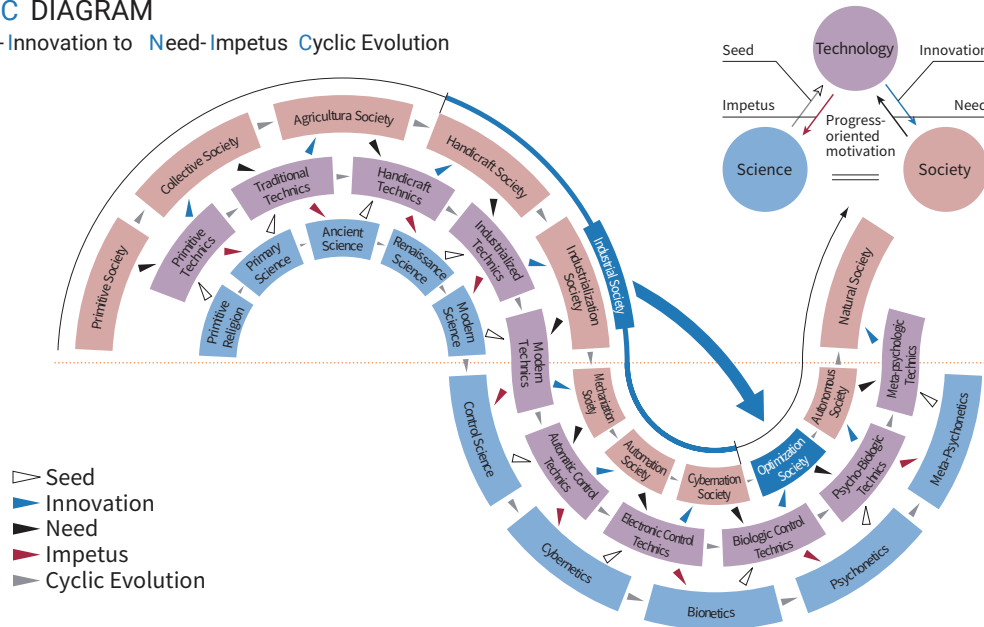 C DIAGRAM
-Innovation to Need-Impetus Cyclic Evolution
Seed
Technology
Innovation
Impetus
Need
Progress-
oriented
motivation
Science
Society
Primitive Society
Collective Society
Agricultura Society
Handicraft Society
Industrialization
Society
Industrial Society
Mechanization
Society
Automation
Society
Cybernation
Society
Optimization
Society
Autonomous
Society
Natural Society
Primitive
Technics
Traditional
Technics
Handicraft
Technics
Industrialized
Technics
Modern
Technics
Automatic Control
Technics
Electronic Control
Technics
Biologic Control
Technics
Psycho-Biologic
Technics
Meta-psychologic
Technics
Primitive
Religion
Primary
Science
Ancient
Science
Renaissance
Science
Modern
Science
Control Science
Cybernetics
Bionetics
Psychonetics
Meta-Psychonetics
Seed
Innovation
Need
Impetus
Cyclic Evolution